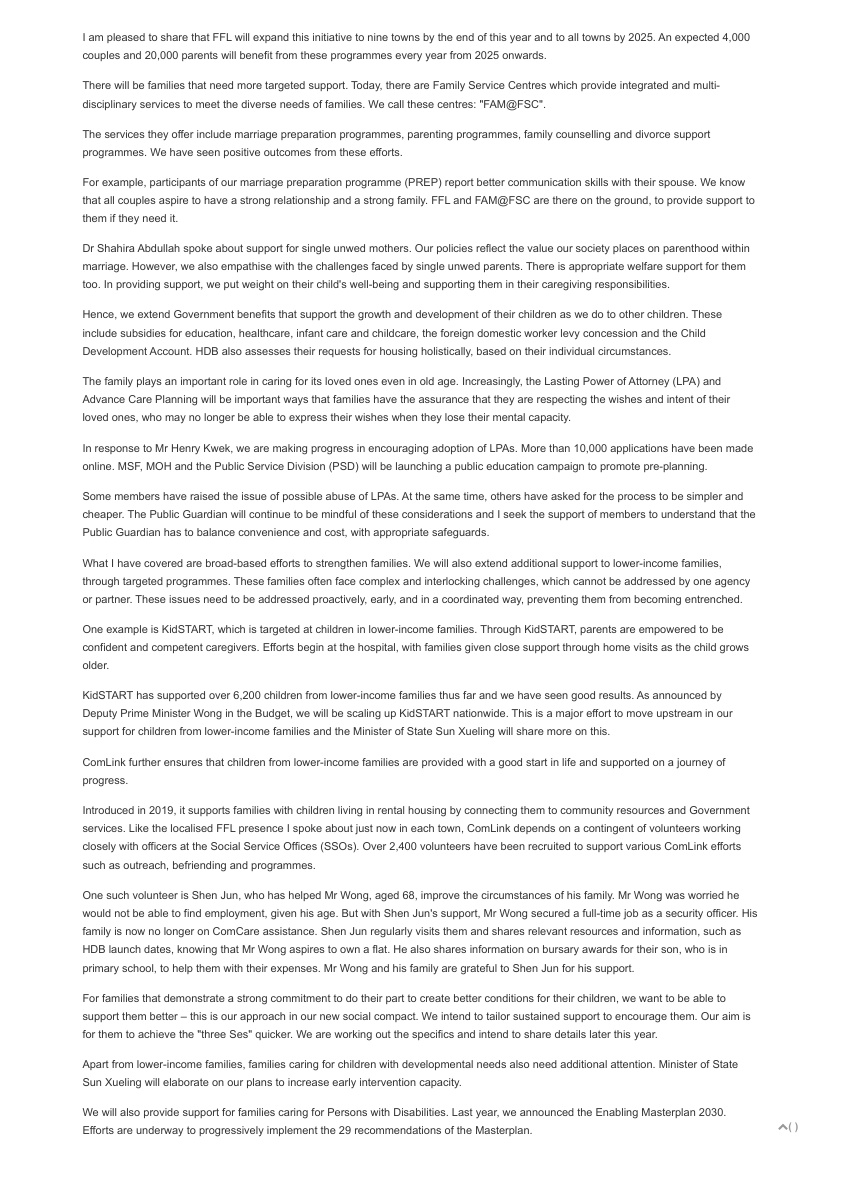 I am pleased to share that FFL will expand this initiative to nine towns by the end of this year and to all towns by 2025. An expected 4,000
couples and 20,000 parents will benefit from these programmes every year from 2025 onwards.
There will be families that need more targeted support. Today, there are Family Service Centres which provide integrated and multi-
disciplinary services to meet the diverse needs of families. We call these centres: "FAM@FSC".
The services they offer include marriage preparation programmes, parenting programmes, family counselling and divorce support
programmes. We have seen positive outcomes from these efforts.
For example, participants of our marriage preparation programme (PREP) report better communication skills with their spouse. We know
that all couples aspire to have a strong relationship and a strong family. FFL and FAM@FSC are there on the ground, to provide support to
them if they need it.
Dr Shahira Abdullah spoke about support for single unwed mothers. Our policies reflect the value our society places on parenthood within
marriage. However, we also empathise with the challenges faced by single unwed parents. There is appropriate welfare support for them
too. In providing support, we put weight on their child's well-being and supporting them in their caregiving responsibilities.
Hence, we extend Government benefits that support the growth and development of their children as we do to other children. These
include subsidies for education, healthcare, infant care and childcare, the foreign domestic worker levy concession and the Child
Development Account. HDB also assesses their requests for housing holistically, based on their individual circumstances.
The family plays an important role in caring for its loved ones even in old age. Increasingly, the Lasting Power of Attorney (LPA) and
Advance Care Planning will be important ways that families have the assurance that they are respecting the wishes and intent of their
loved ones, who may no longer be able to express their wishes when they lose their mental capacity.
In response to Mr Henry Kwek, we are making progress in encouraging adoption of LPAs. More than 10,000 applications have been made
online. MSF, MOH and the Public Service Division (PSD) will be launching a public education campaign to promote pre-planning.
Some members have raised the issue of possible abuse of LPAs. At the same time, others have asked for the process to be simpler and
cheaper. The Public Guardian will continue to be mindful of these considerations and I seek the support of members to understand that the
Public Guardian has to balance convenience and cost, with appropriate safeguards.
What I have covered are broad-based efforts to strengthen families. We will also extend additional support to lower-income families,
through targeted programmes. These families often face complex and interlocking challenges, which cannot be addressed by one agency
or partner. These issues need to be addressed proactively, early, and in a coordinated way, preventing them from becoming entrenched.
One example is KidSTART, which is targeted at children in lower-income families. Through KidSTART, parents are empowered to be
confident and competent caregivers. Efforts begin at the hospital, with families given close support through home visits as the child grows
older.
KidSTART has supported over 6,200 children from lower-income families thus far and we have seen good results. As announced by
Deputy Prime Minister Wong in the Budget, we will be scaling up KidSTART nationwide. This is a major effort to move upstream in our
support for children from lower-income families and the Minister of State Sun Xueling will share more on this.
ComLink further ensures that children from lower-income families are provided with a good start in life and supported on a journey of
progress.
Introduced in 2019, it supports families with children living in rental housing by connecting them to community resources and Government
services. Like the localised FFL presence I spoke about just now in each town, ComLink depends on a contingent of volunteers working
closely with officers at the Social Service Offices (SSOs). Over 2,400 volunteers have been recruited to support various ComLink efforts
such as outreach, befriending and programmes.
One such volunteer is Shen Jun, who has helped Mr Wong, aged 68, improve the circumstances of his family. Mr Wong was worried he
would not be able to find employment, given his age. But with Shen Jun's support, Mr Wong secured a full-time job as a security officer. His
family is now no longer on ComCare assistance. Shen Jun regularly visits them and shares relevant resources and information, such as
HDB launch dates, knowing that Mr Wong aspires to own a flat. He also shares information on bursary awards for their son, who is in
primary school, to help them with their expenses. Mr Wong and his family are grateful to Shen Jun for his support.
For families that demonstrate a strong commitment to do their part to create better conditions for their children, we want to be able to
support them better – this is our approach in our new social compact. We intend to tailor sustained support to encourage them. Our aim is
for them to achieve the "three Ses" quicker. We are working out the specifics and intend to share details later this year.
Apart from lower-income families, families caring for children with developmental needs also need additional attention. Minister of State
Sun Xueling will elaborate on our plans to increase early intervention capacity.
We will also provide support for families caring for Persons with Disabilities. Last year, we announced the Enabling Masterplan 2030.
Efforts are underway to progressively implement the 29 recommendations of the Masterplan.
( )